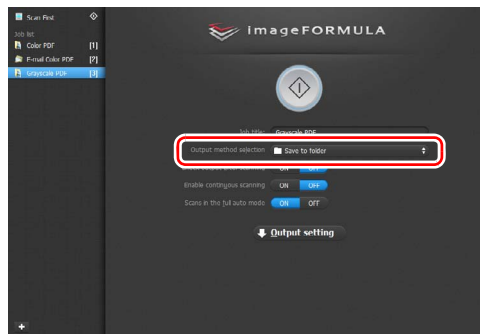 Scan First
Job list
Color PDF [1]
E-mail Color PDF [2]
Grayscale PDF [3]
imageFORMULA
Job title: Grayscale PDF
Output method selection Save to folder
ON OFF
Enable continuous scanning ON OFF
Scans in the full auto mode ON OFF
Output setting